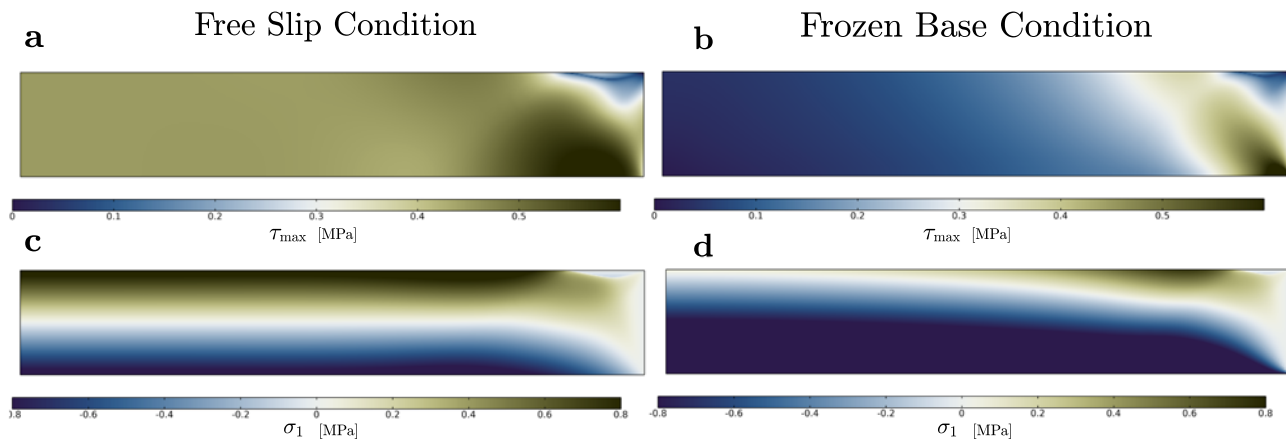 Free Slip Condition
Frozen Base Condition
a
b
0 0.1 0.2 0.3 0.4 0.5
τmax [MPa]
0 0.1 0.2 0.3 0.4 0.5
τmax [MPa]
c
d
).8 -0.6 -0.4 -0.2 0 0.2 0.4 0.6 0.8
σ1 [MPa]
-0.8 -0.6 -0.4 -0.2 0 0.2 0.4 0.6 0.8
σ1 [MPa]